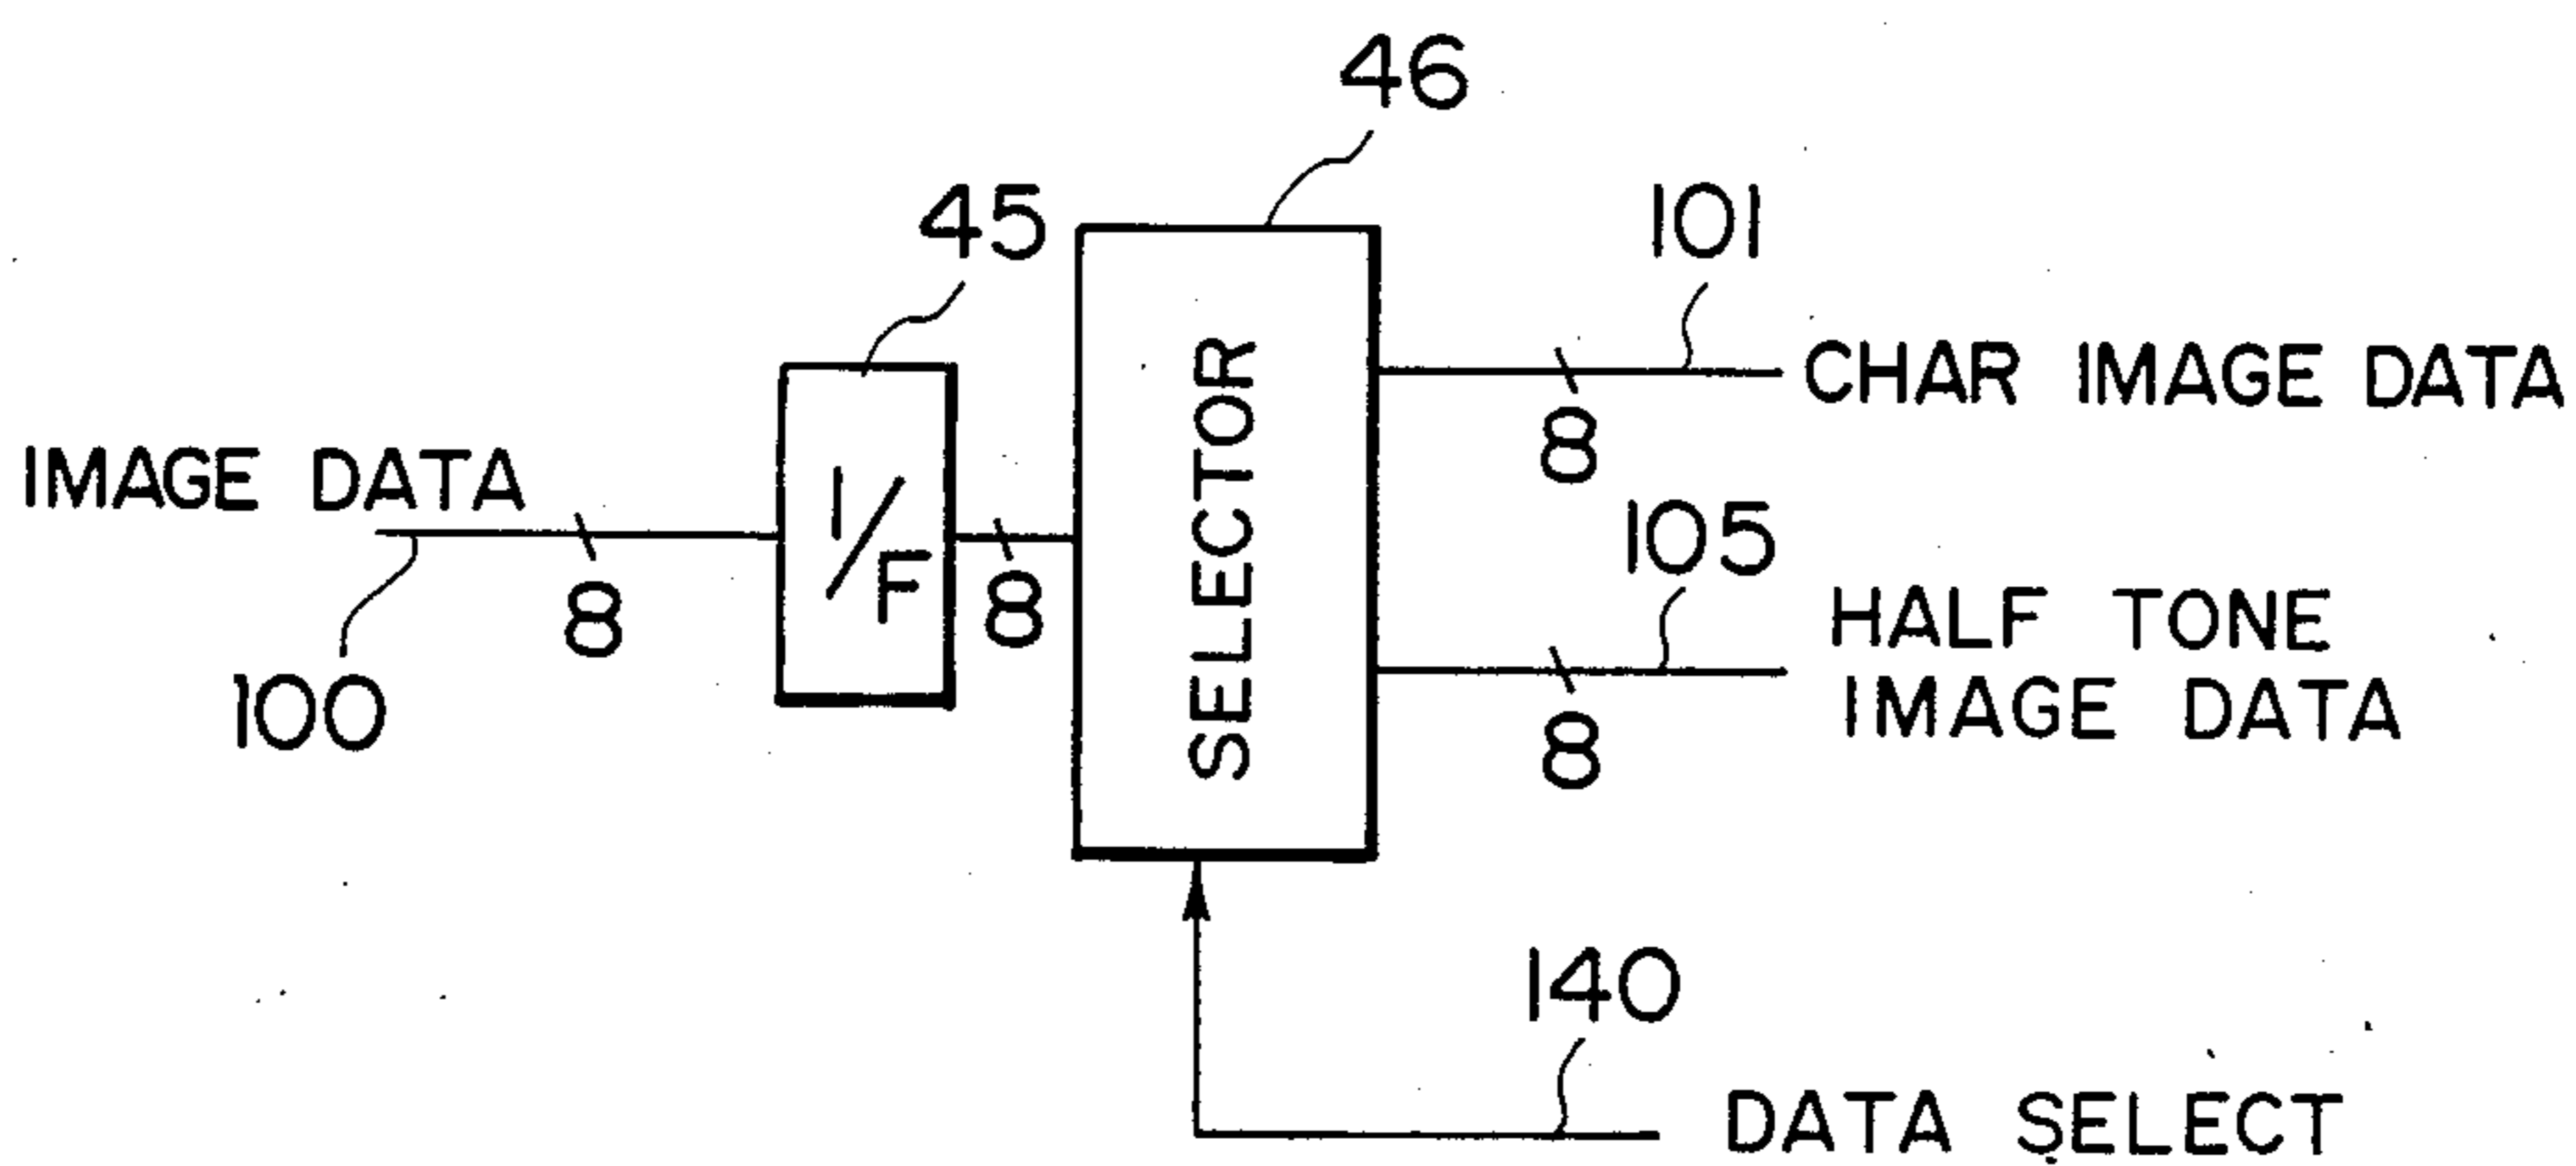 46
45
101
CHAR IMAGE DATA
8
IMAGE DATA
8
100
I/F
8
SELECTOR
105
HALF TONE
IMAGE DATA
8
140
DATA SELECT